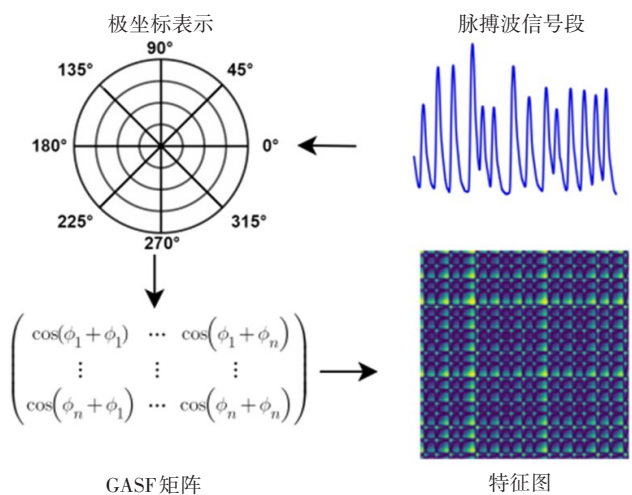 极坐标表示
脉搏波信号段
90°
135°
45°
180°
0°
225°
315°
270°
cos(ϕ₁+ϕ₁) ⋯ cos(ϕ₁+ϕₙ)
⋮ ⋮ ⋮
cos(ϕₙ+ϕ₁) ⋯ cos(ϕₙ+ϕₙ)
GASF矩阵
特征图